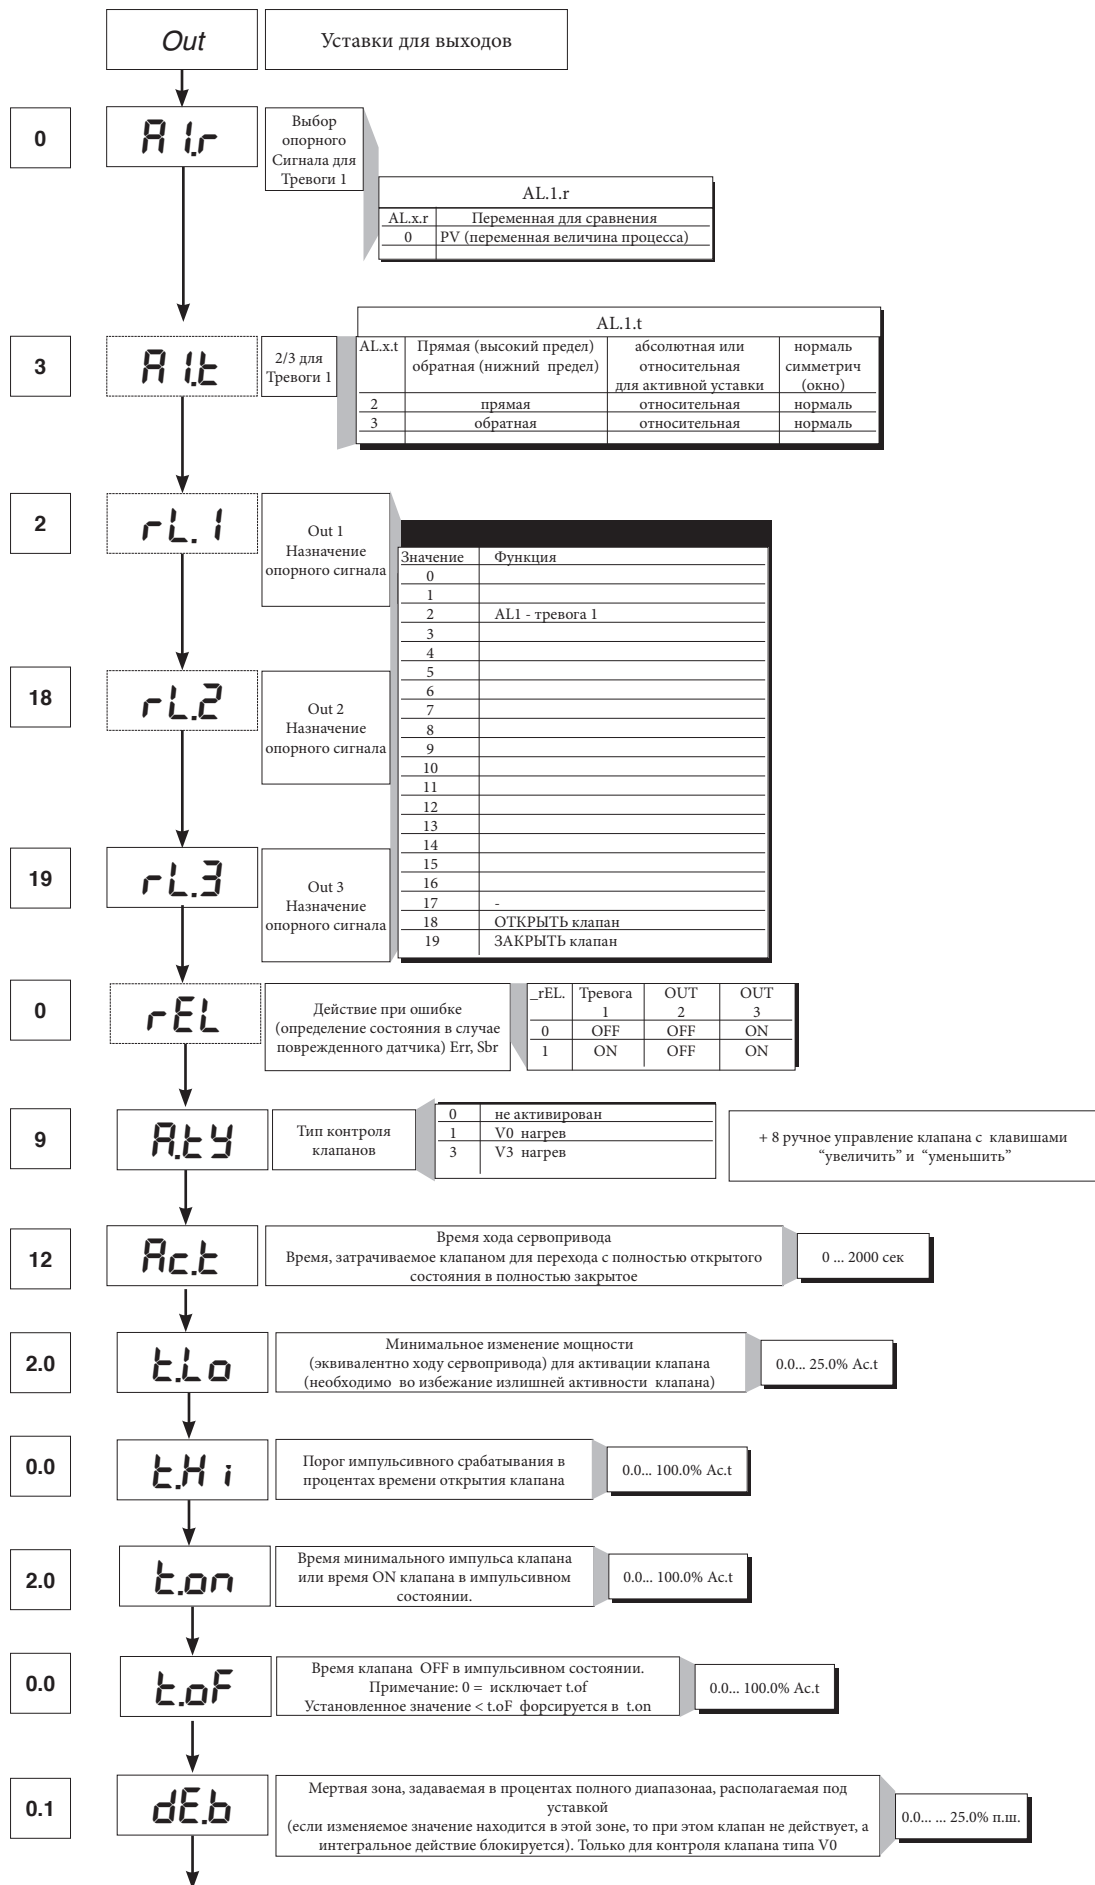 Out
Уставки для выходов
0
A1.r
Выбор
опорного
Сигнала для
Тревоги 1
AL.1.r
AL.x.r Переменная для сравнения
0 PV (переменная величина процесса)
3
A1.t
2/3 для
Тревоги 1
AL.1.t
AL.x.t Прямая (высокий предел) абсолютная или нормаль
обратная (нижний предел) относительная симметрич
для активной уставки (окно)
2 прямая относительная нормаль
3 обратная относительная нормаль
2
rL.1
Out 1
Назначение
опорного сигнала
Значение Функция
0
1
2 AL1 - тревога 1
3
4
5
6
7
8
9
10
11
12
13
14
15
16
17 -
18 ОТКРЫТЬ клапан
19 ЗАКРЫТЬ клапан
18
rL.2
Out 2
Назначение
опорного сигнала
19
rL.3
Out 3
Назначение
опорного сигнала
0
rEL
Действие при ошибке
(определение состояния в случае
поврежденного датчика) Err, Sbr
_rEL. Тревога OUT OUT
1 2 3
0 OFF OFF ON
1 ON OFF ON
9
A.tY
Тип контроля
клапанов
0 не активирован
1 V0 нагрев
3 V3 нагрев
+ 8 ручное управление клапана с клавишами
“увеличить” и “уменьшить”
12
Ac.t
Время хода сервопривода
Время, затрачиваемое клапаном для перехода с полностью открытого
состояния в полностью закрытое
0 ... 2000 сек
2.0
t.Lo
Минимальное изменение мощности
(эквивалентно ходу сервопривода) для активации клапана
(необходимо во избежание излишней активности клапана)
0.0... 25.0% Ac.t
0.0
t.Hi
Порог импульсивного срабатывания в
процентах времени открытия клапана
0.0... 100.0% Ac.t
2.0
t.on
Время минимального импульса клапана
или время ON клапана в импульсивном
состоянии.
0.0... 100.0% Ac.t
0.0
t.oF
Время клапана OFF в импульсивном состоянии.
Примечание: 0 = исключает t.of
Установленное значение < t.oF форсируется в t.on
0.0... 100.0% Ac.t
0.1
dE.b
Мертвая зона, задаваемая в процентах полного диапазонаа, располагаемая под
уставкой
(если изменяемое значение находится в этой зоне, то при этом клапан не действует, а
интегральное действие блокируется). Только для контроля клапана типа V0
0.0... ... 25.0% п.ш.